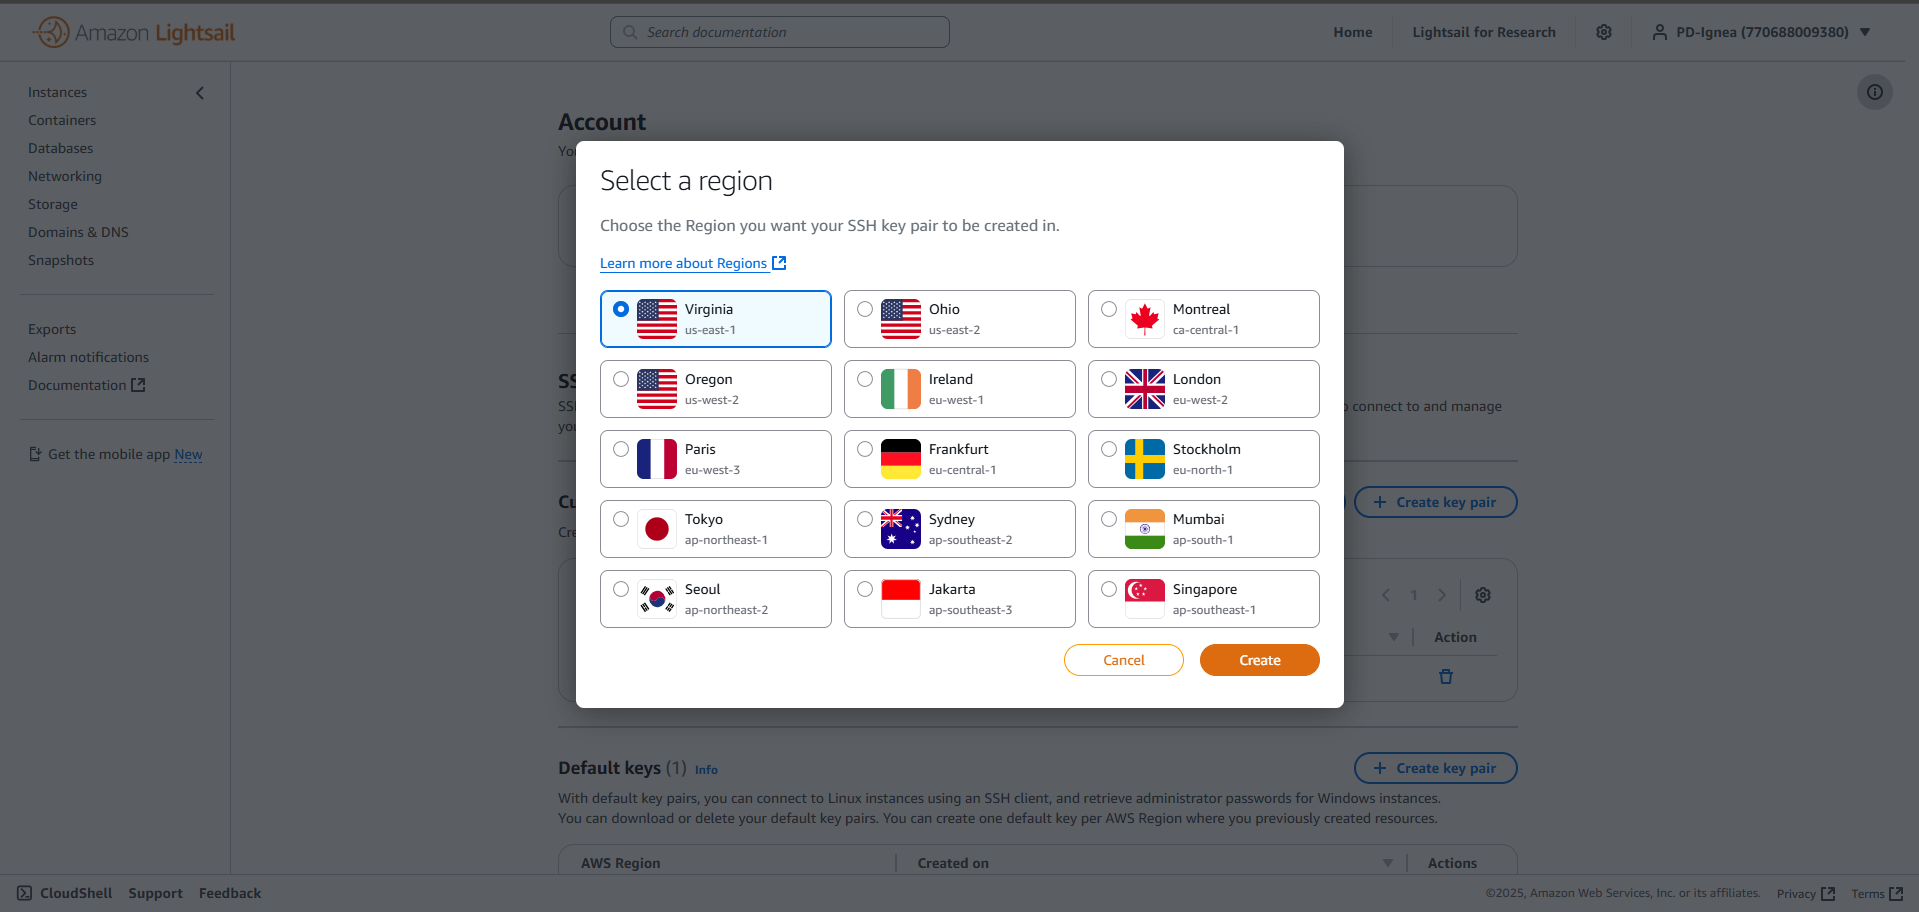 Amazon Lightsail
Search documentation
Home
Lightsail for Research
PD-Ignea (770688009380)
Instances
Containers
Databases
Networking
Storage
Domains & DNS
Snapshots
Exports
Alarm notifications
Documentation
Get the mobile app New
Account
Select a region
Choose the Region you want your SSH key pair to be created in.
Learn more about Regions
Virginia
us-east-1
Ohio
us-east-2
Montreal
ca-central-1
Oregon
us-west-2
Ireland
eu-west-1
London
eu-west-2
Paris
eu-west-3
Frankfurt
eu-central-1
Stockholm
eu-north-1
Tokyo
ap-northeast-1
Sydney
ap-southeast-2
Mumbai
ap-south-1
Seoul
ap-northeast-2
Jakarta
ap-southeast-3
Singapore
ap-southeast-1
Cancel
Create
connect to and manage
Create key pair
1
Action
Default keys (1) Info
Create key pair
With default key pairs, you can connect to Linux instances using an SSH client, and retrieve administrator passwords for Windows instances.
You can download or delete your default key pairs. You can create one default key per AWS Region where you previously created resources.
AWS Region
Created on
Actions
CloudShell
Support
Feedback
©2025, Amazon Web Services, Inc. or its affiliates.
Privacy
Terms